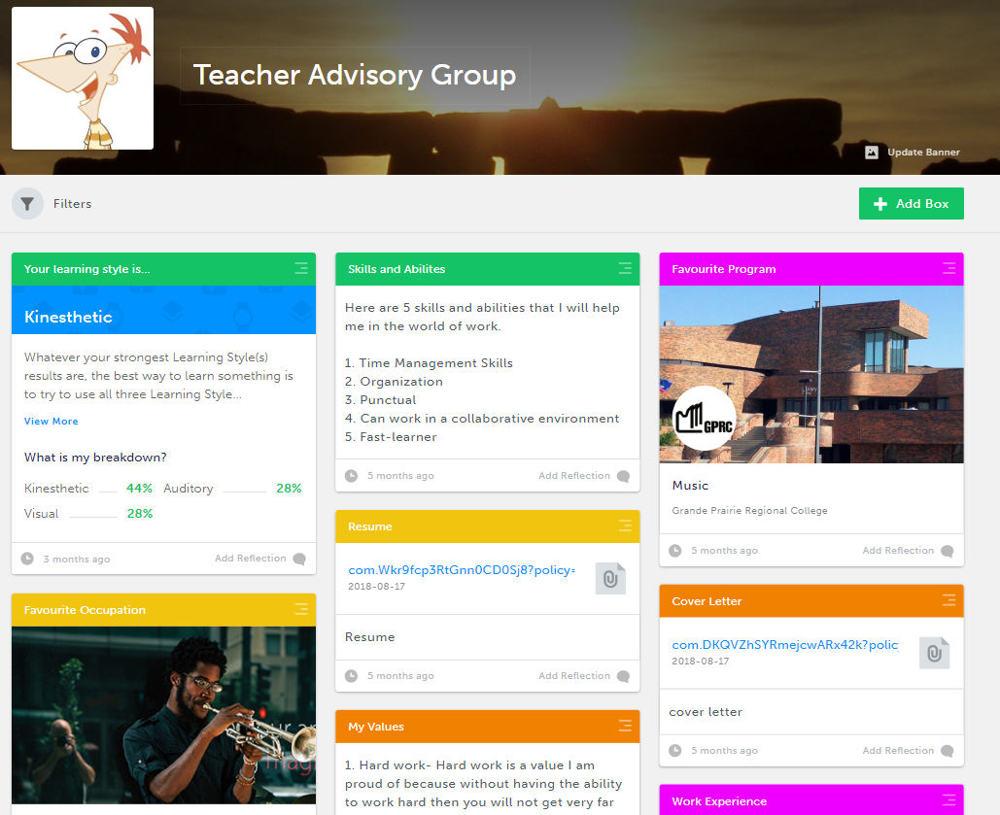 Teacher Advisory Group
Update Banner
Filters
Add Box
Your learning style is...
Kinesthetic
Whatever your strongest Learning Style(s)
results are, the best way to learn something is
to try to use all three Learning Style...
View More
What is my breakdown?
Kinesthetic 44% Auditory 28%
Visual 28%
3 months ago Add Reflection
Favourite Occupation
Skills and Abilites
Here are 5 skills and abilities that I will help
me in the world of work.
1. Time Management Skills
2. Organization
3. Punctual
4. Can work in a collaborative environment
5. Fast-learner
5 months ago Add Reflection
Resume
com.Wkr9fcp3RtGnn0CD0Sj8?policy=
2018-08-17
Resume
5 months ago Add Reflection
My Values
1. Hard work- Hard work is a value I am
proud of because without having the ability
to work hard then you will not get very far
Favourite Program
Library
GPRC
Music
Grande Prairie Regional College
5 months ago Add Reflection
Cover Letter
com.DKQVZhSYRmejcwARx42k?polic
2018-08-17
cover letter
5 months ago Add Reflection
Work Experience